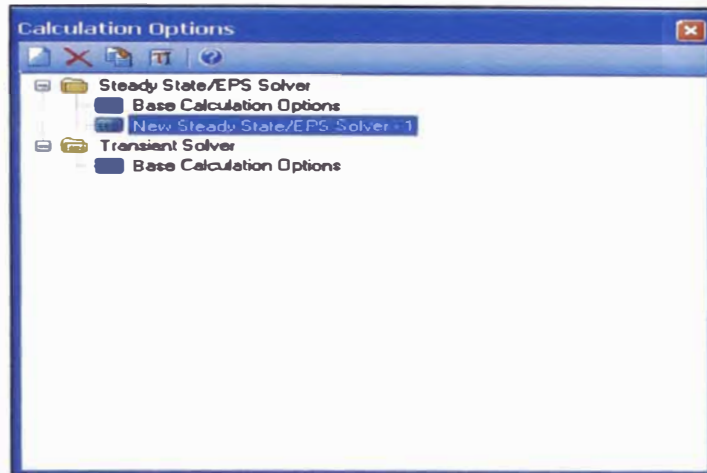 Calculation Options
Steady State/EPS Solver
Base Calculation Options
New Steady State/EPS Solver - 1
Transient Solver
Base Calculation Options